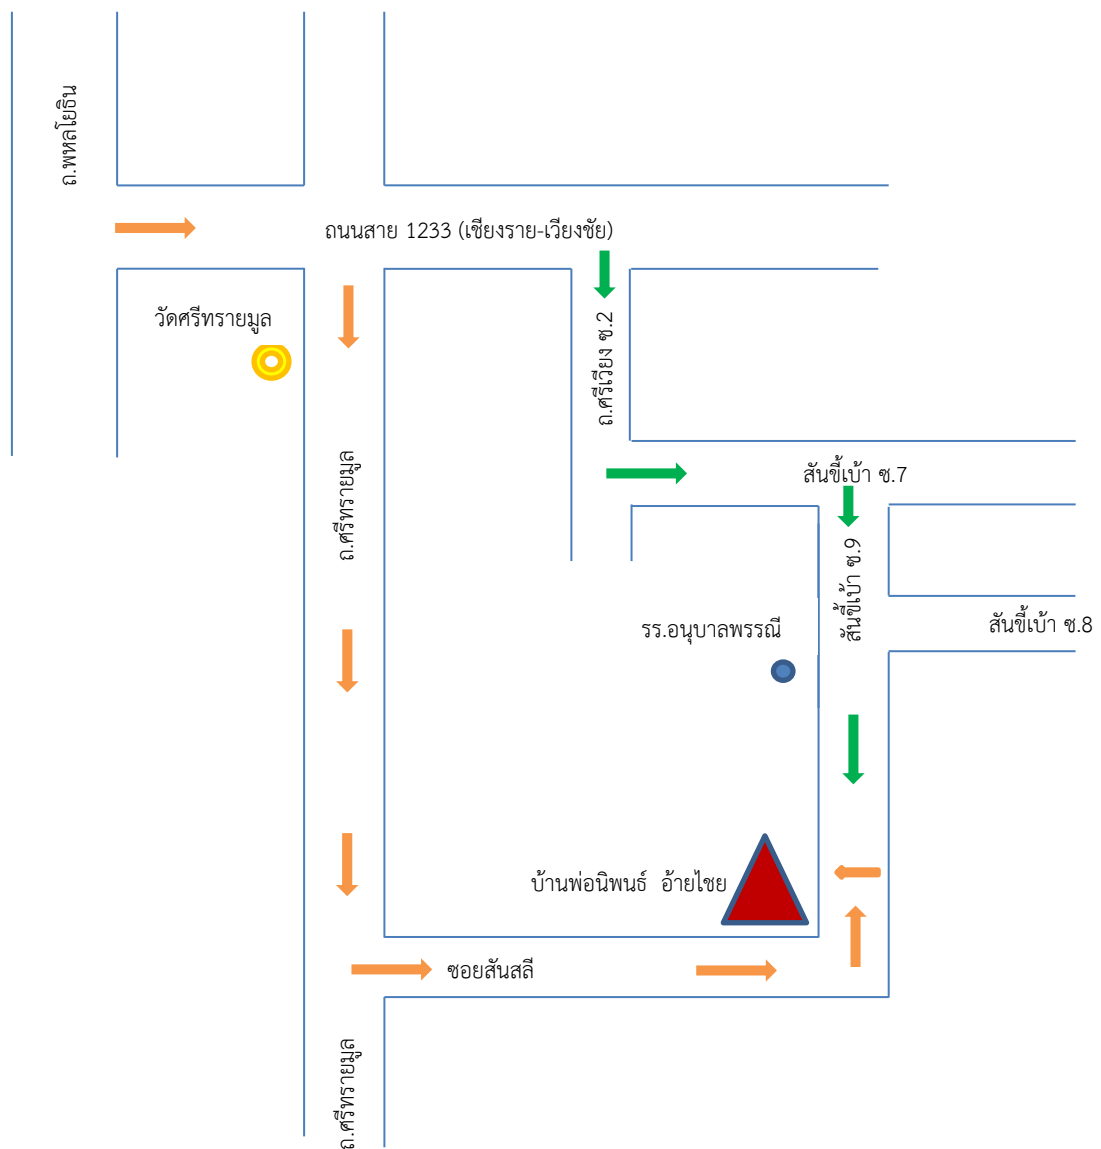 ถ.พหลโยธิน
ถนนสาย 1233 (เชียงราย-เวียงชัย)
วัดศรีทรายมูล
ถ.ศรีเวียง ซ.2
ถ.ศรีทรายมูล
สันขี้เบ้า ซ.7
สันขี้เบ้า ซ.9
รร.อนุบาลพรรณี
สันขี้เบ้า ซ.8
บ้านพ่อนิพนธ์ อ้ายไชย
ซอยสันสลี
ถ.ศรีทรายมูล